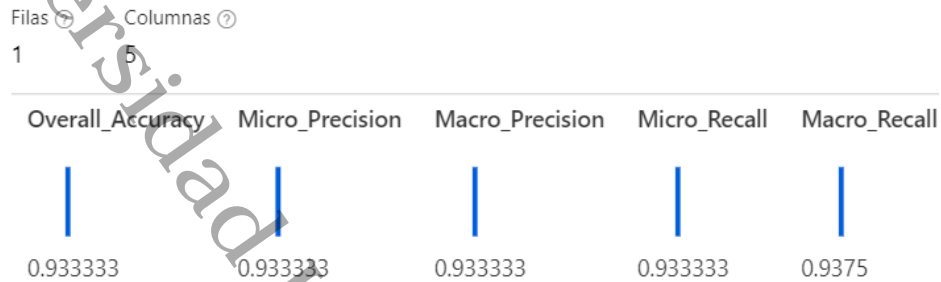 Filas ?
Columnas ?
1
5
Overall_Accuracy Micro_Precision Macro_Precision Micro_Recall Macro_Recall
0.933333 0.933333 0.933333 0.933333 0.9375
ersidad